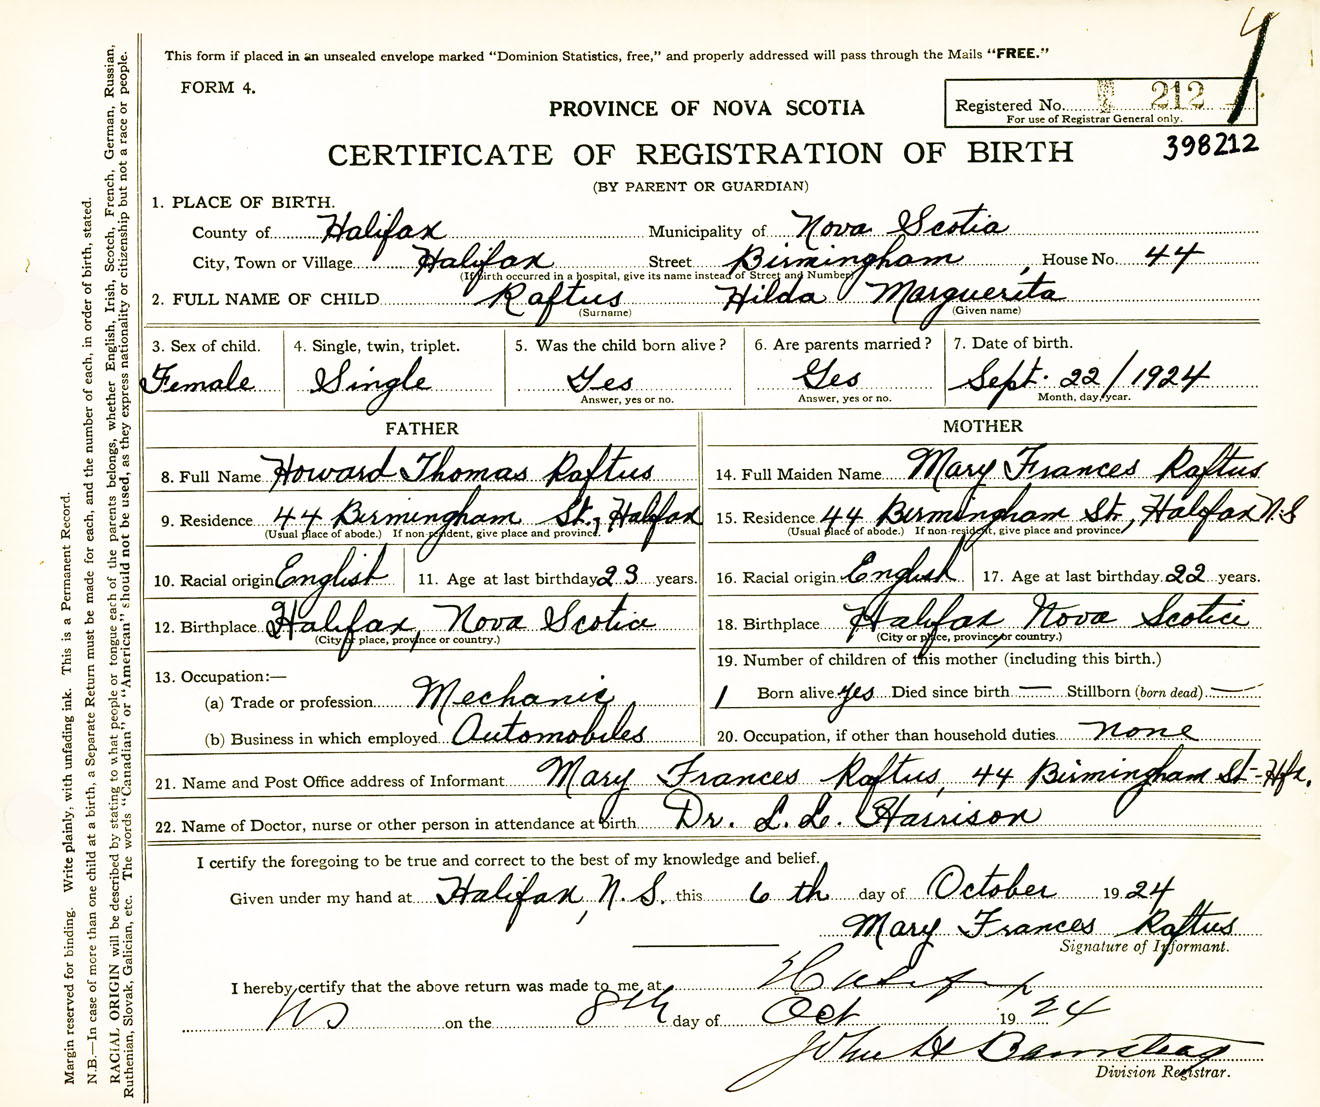 This form if placed in an unsealed envelope marked “Dominion Statistics, free,” and properly addressed will pass through the Mails “FREE.”
FORM 4.
PROVINCE OF NOVA SCOTIA
Registered No. 212
For use of Registrar General only.
398212
CERTIFICATE OF REGISTRATION OF BIRTH
(BY PARENT OR GUARDIAN)
1. PLACE OF BIRTH.
County of Halifax Municipality of Nova Scotia
City, Town or Village Halifax Street Birmingham, House No. 44
(If birth occurred in a hospital, give its name instead of Street and Number)
2. FULL NAME OF CHILD Raftus Hilda Marguerita
(Surname) (Given name)
3. Sex of child. 4. Single, twin, triplet. 5. Was the child born alive? 6. Are parents married? 7. Date of birth.
Female Single Yes Yes Sept. 22/1924
Answer, yes or no. Answer, yes or no. Month, day, year.
FATHER MOTHER
8. Full Name Howard Thomas Raftus 14. Full Maiden Name Mary Frances Raftus
9. Residence 44 Birmingham St., Halifax 15. Residence 44 Birmingham St., Halifax N.S
(Usual place of abode.) If non-resident, give place and province. (Usual place of abode.) If non-resident, give place and province.
10. Racial origin English 11. Age at last birthday 23 years. 16. Racial origin English 17. Age at last birthday 22 years.
12. Birthplace Halifax, Nova Scotia 18. Birthplace Halifax Nova Scotia
(City or place, province or country.) (City or place, province or country.)
13. Occupation:— 19. Number of children of this mother (including this birth.)
(a) Trade or profession Mechanic 1 Born alive yes Died since birth — Stillborn (born dead) —
(b) Business in which employed Automobiles 20. Occupation, if other than household duties none
21. Name and Post Office address of Informant Mary Frances Raftus, 44 Birmingham St-Hfx.
22. Name of Doctor, nurse or other person in attendance at birth Dr. L. L. Harrison
I certify the foregoing to be true and correct to the best of my knowledge and belief.
Given under my hand at Halifax, N.S. this 6 th day of October 1924
Mary Frances Raftus
Signature of Informant.
I hereby certify that the above return was made to me at Halifax
NS on the 8th day of Oct 19 24
John H
Division Registrar.
Margin reserved for binding. Write plainly, with unfading ink. This is a Permanent Record.
N.B.—In case of more than one child at a birth, a Separate Return must be made for each, and the number of each, in order of birth, stated.
RACIAL ORIGIN will be described by stating to what people or tongue each of the parents belongs, whether English, Irish, Scotch, French, German, Russian,
Ruthenian, Slovak, Galician, etc. The words “Canadian” or “American” should not be used, as they express nationality or citizenship but not a race or people.